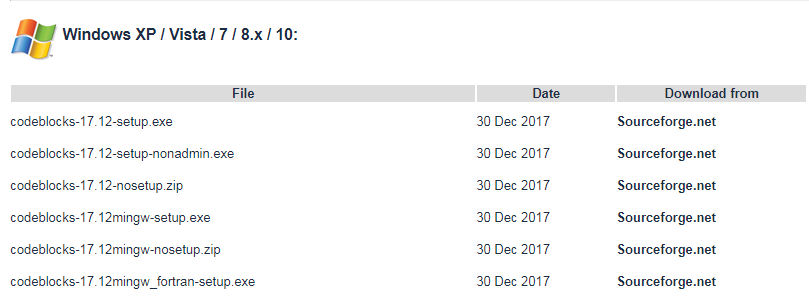 Windows XP / Vista / 7 / 8.x / 10:
File Date Download from
codeblocks-17.12-setup.exe 30 Dec 2017 Sourceforge.net
codeblocks-17.12-setup-nonadmin.exe 30 Dec 2017 Sourceforge.net
codeblocks-17.12-nosetup.zip 30 Dec 2017 Sourceforge.net
codeblocks-17.12mingw-setup.exe 30 Dec 2017 Sourceforge.net
codeblocks-17.12mingw-nosetup.zip 30 Dec 2017 Sourceforge.net
codeblocks-17.12mingw_fortran-setup.exe 30 Dec 2017 Sourceforge.net